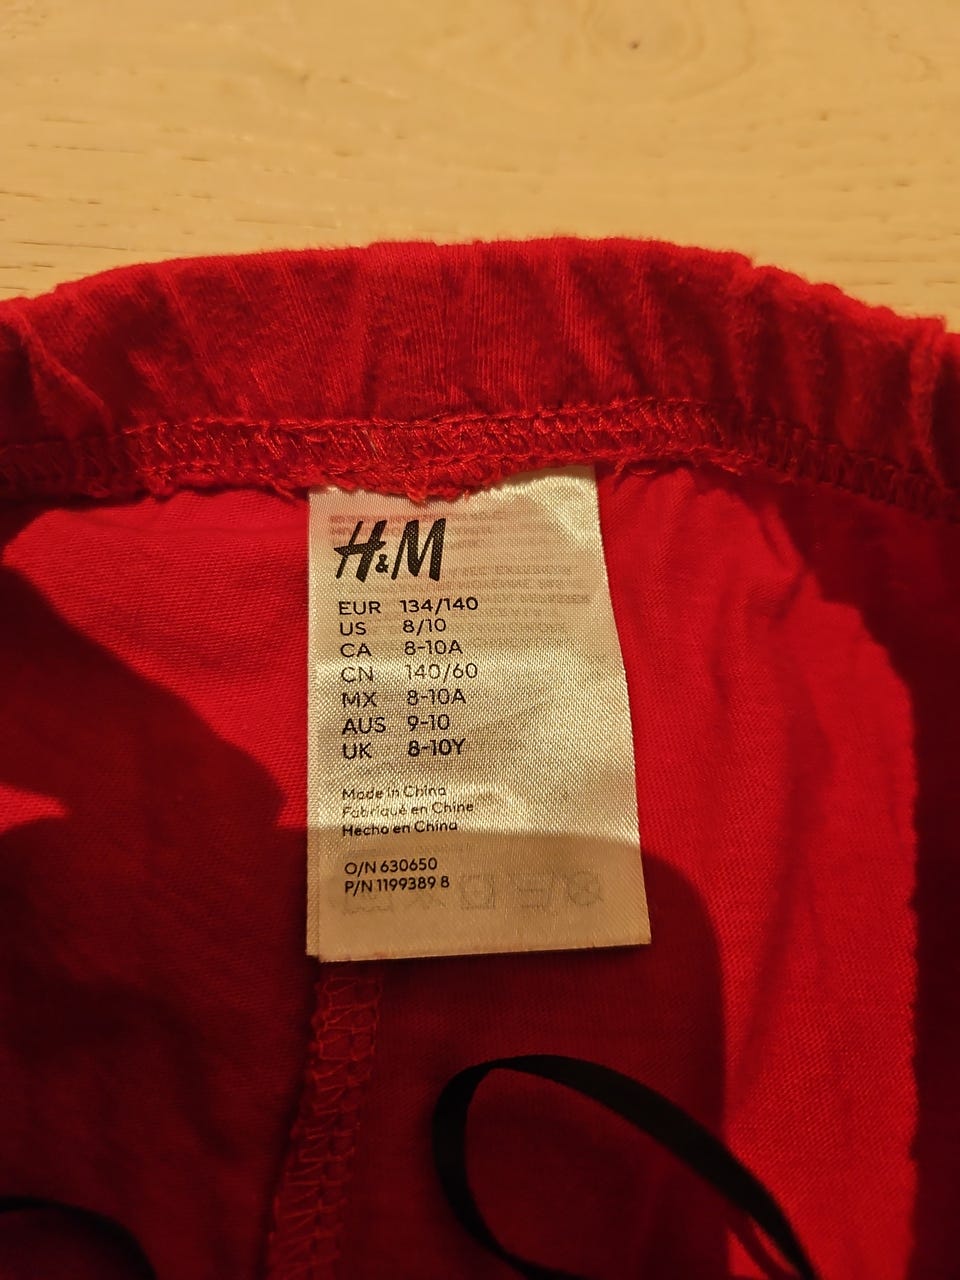 H&M
EUR 134/140
US 8/10
CA 8-10A
CN 140/60
MX 8-10A
AUS 9-10
UK 8-10Y
Made in China
Fabriqué en Chine
Hecho en China
O/N 630650
P/N 1199389 8